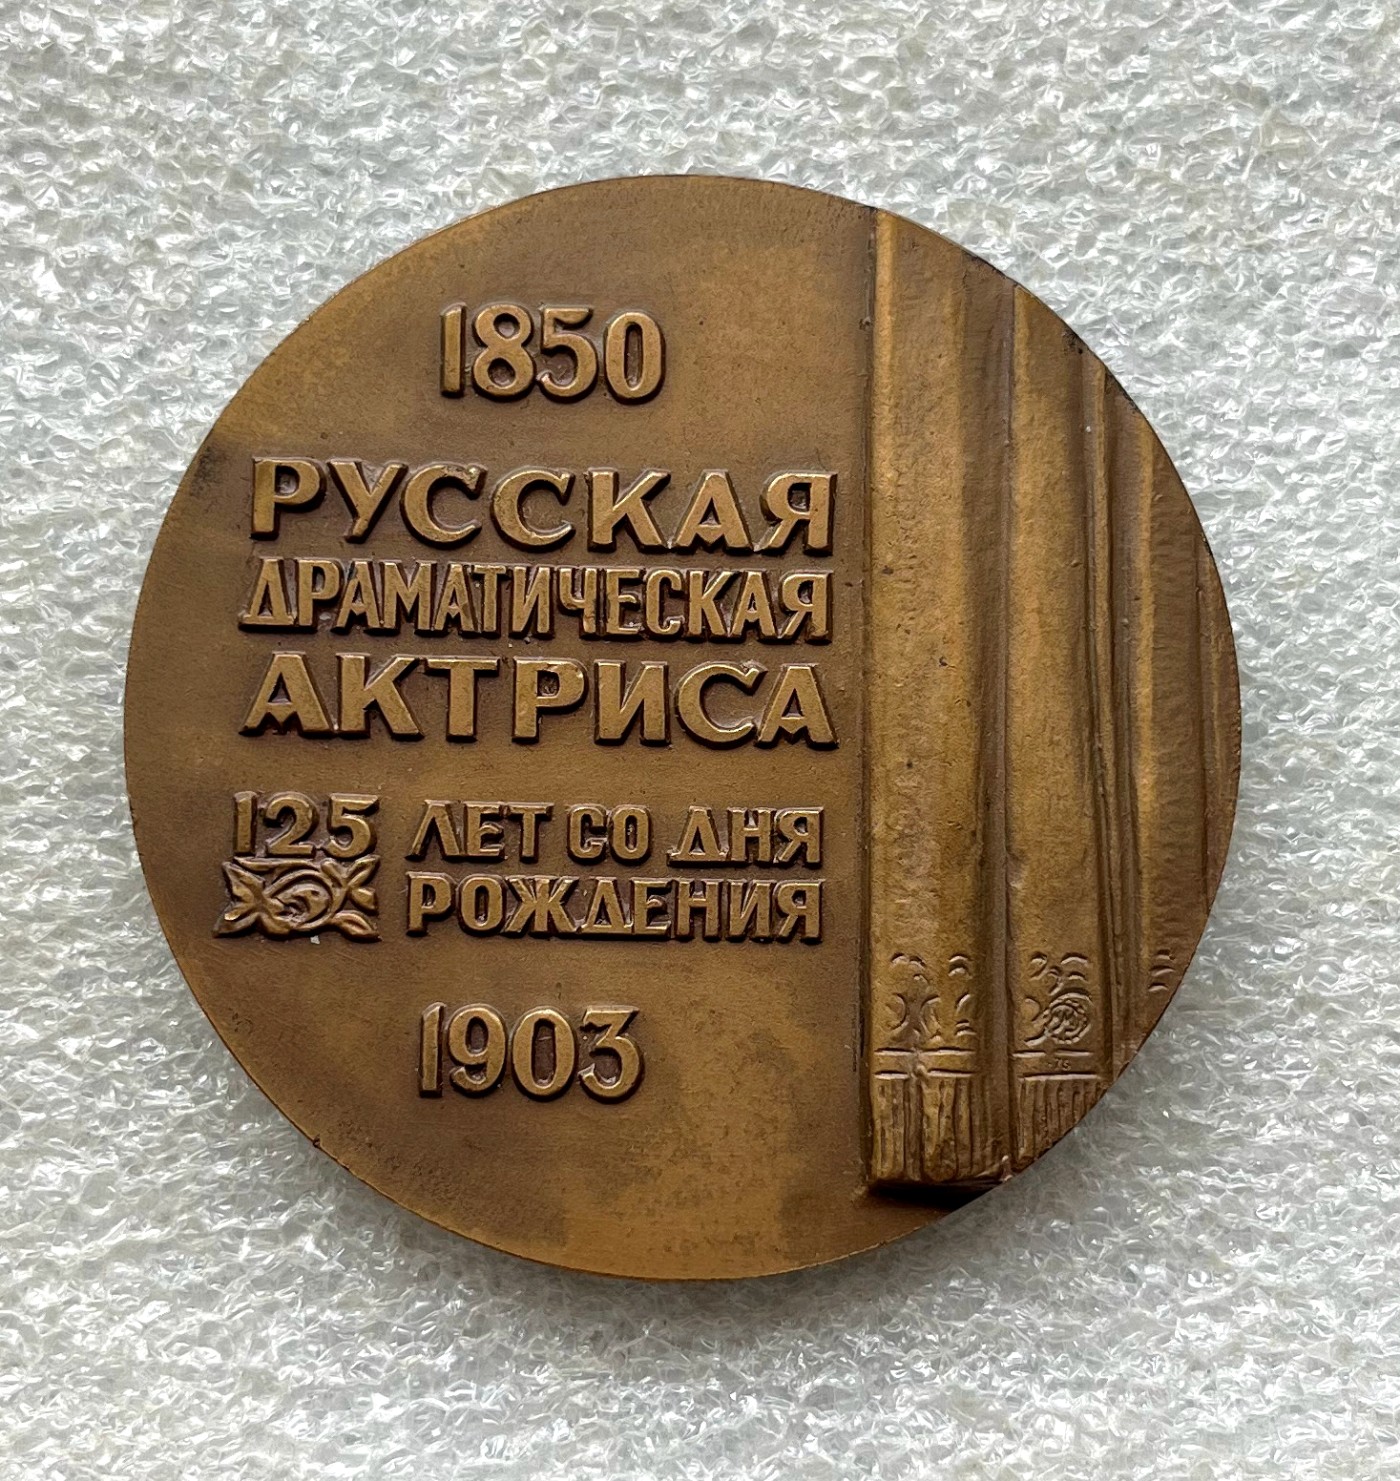 1850
РУССКАЯ
ДРАМАТИЧЕСКАЯ
АКТРИСА
125 ЛЕТ СО ДНЯ
РОЖДЕНИЯ
1903